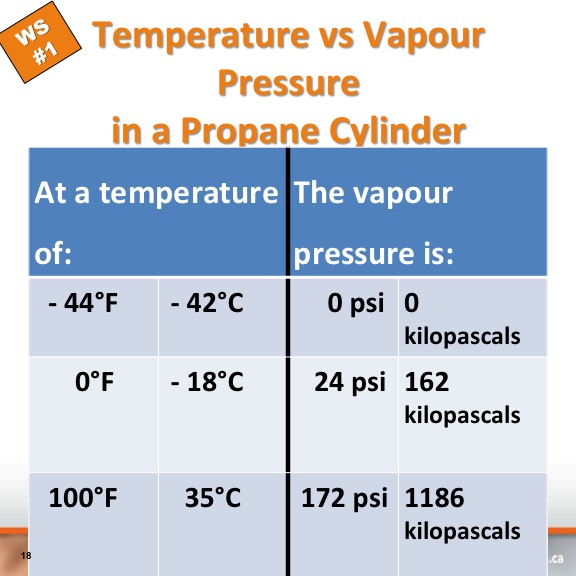 WS
#1
Temperature vs Vapour
Pressure
in a Propane Cylinder
At a temperature
of:
The vapour
pressure is:
- 44°F - 42°C 0 psi 0
kilopascals
0°F - 18°C 24 psi 162
kilopascals
100°F 35°C 172 psi 1186
kilopascals
18
.ca